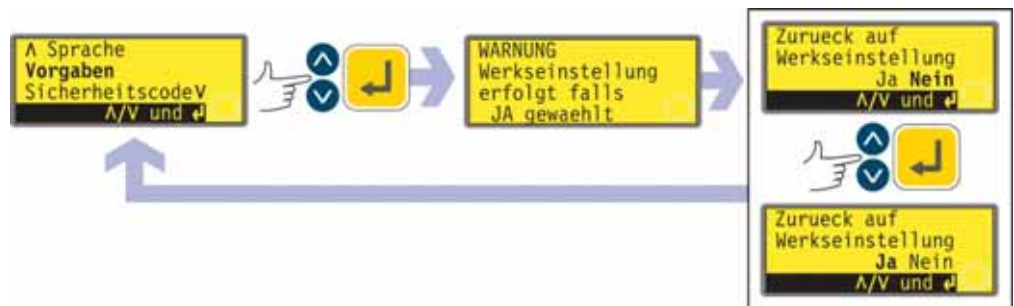 Λ Sprache
Vorgaben
SicherheitscodeV
Λ/V und ↵
WARNUNG
Werkseinstellung
erfolgt falls
JA gewaehlt
Zurueck auf
Werkseinstellung
Ja Nein
Λ/V und ↵
Zurueck auf
Werkseinstellung
Ja Nein
Λ/V und ↵